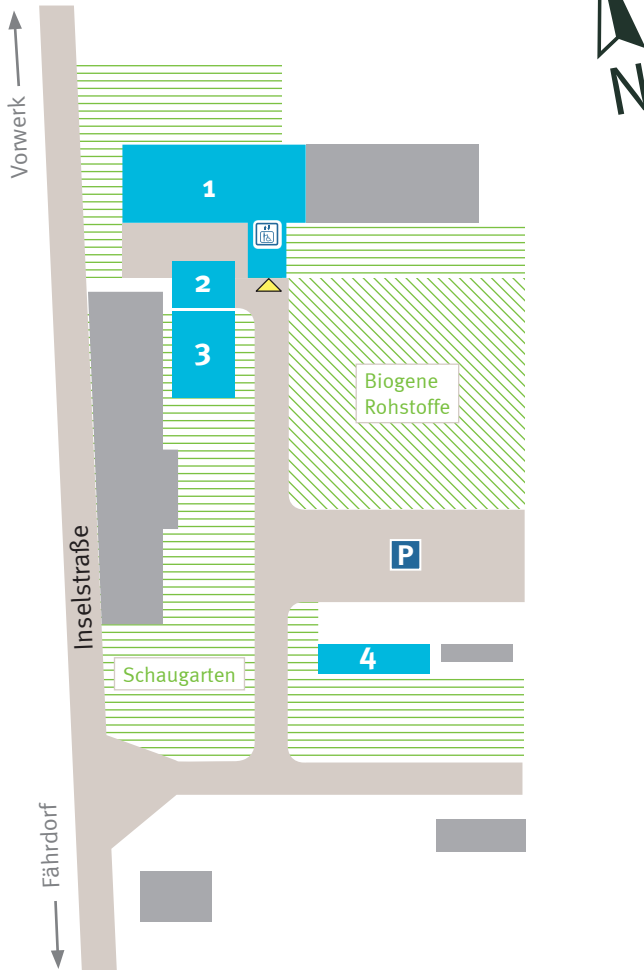 N
Vorwerk
1
2
3
Biogene
Rohstoffe
Inselstraße
P
4
Schaugarten
Fährdorf